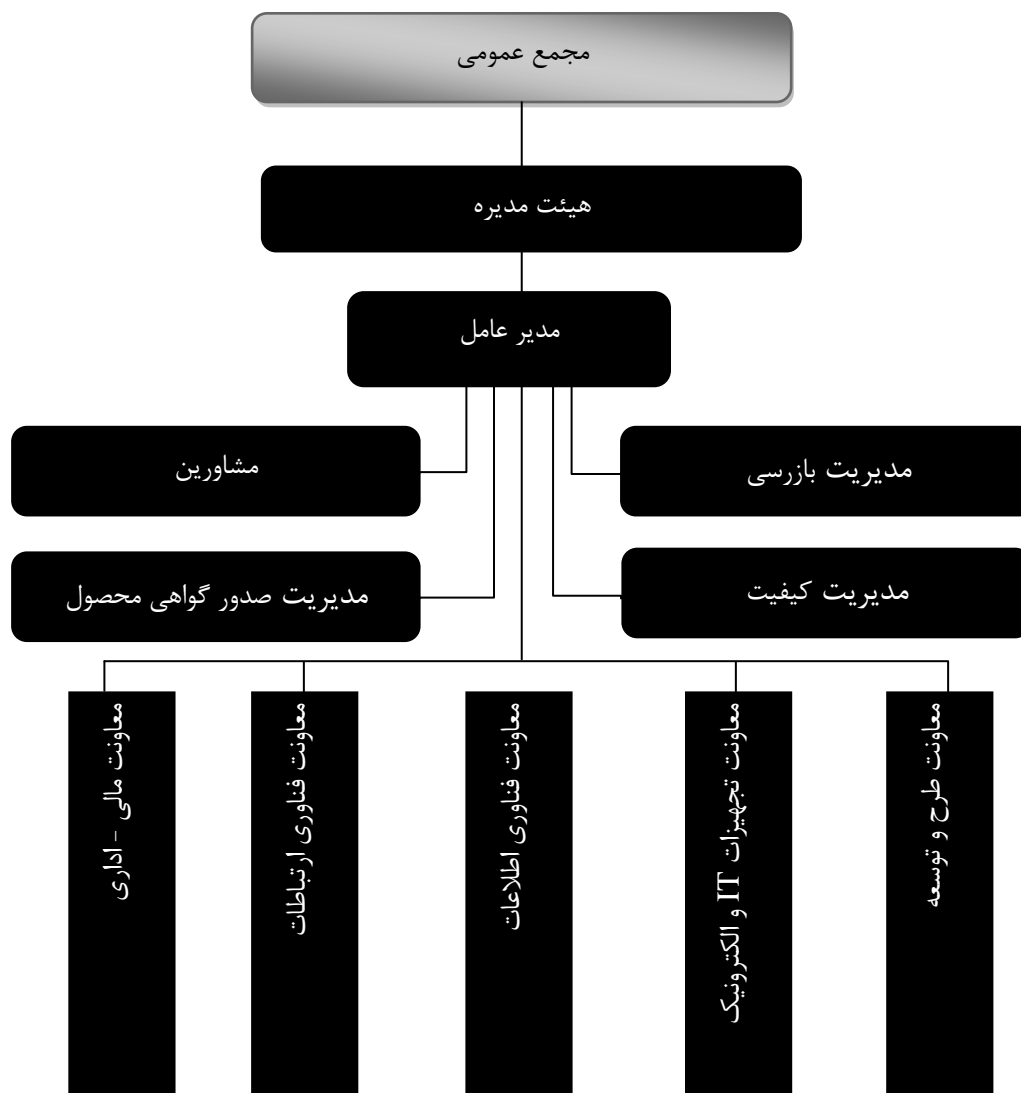 مجمع عمومی
هیئت مدیره
مدیر عامل
مدیریت بازرسی
مشاورین
مدیریت کیفیت
مدیریت صدور گواهی محصول
معاونت طرح و توسعه
معاونت تجهیزات IT و الکترونیک
معاونت فناوری اطلاعات
معاونت فناوری ارتباطات
معاونت مالی - اداری